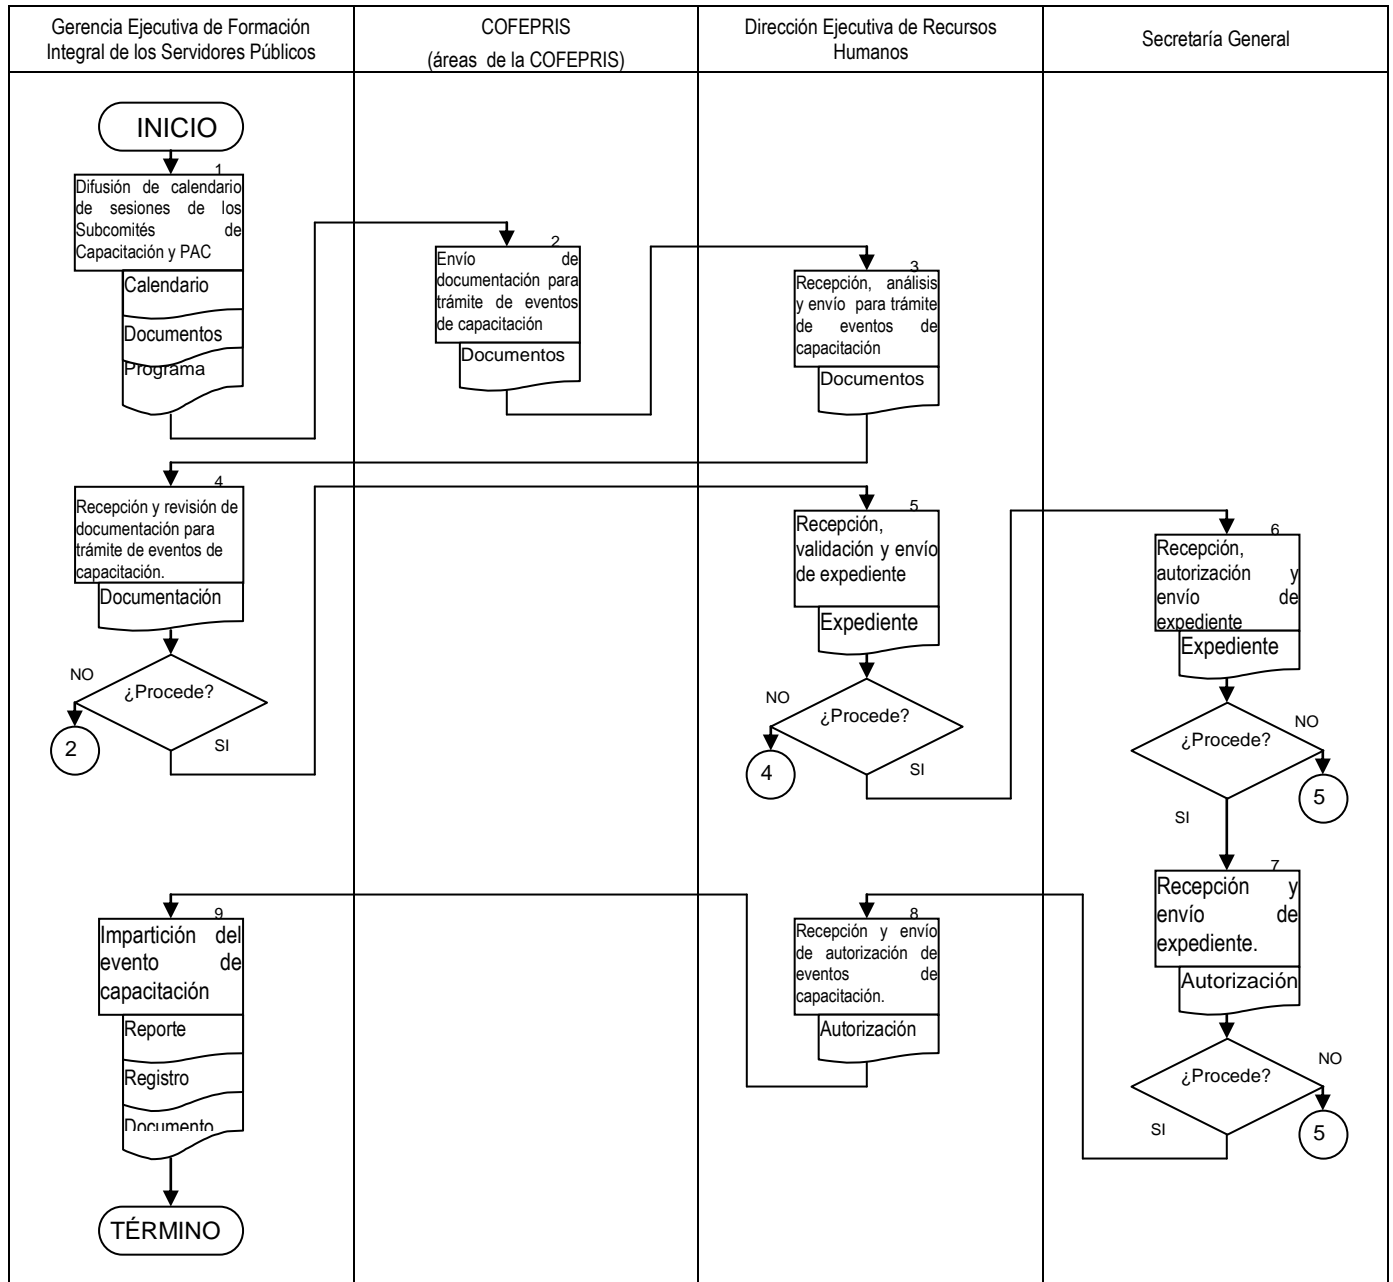 Gerencia Ejecutiva de Formación
Integral de los Servidores Públicos
COFEPRIS
(áreas de la COFEPRIS)
Dirección Ejecutiva de Recursos
Humanos
Secretaría General
INICIO
1
Difusión de calendario
de sesiones de los
Subcomités de
Capacitación y PAC
Calendario
Documentos
Programa
2
Envío de
documentación para
trámite de eventos
de capacitación
Documentos
3
Recepción, análisis
y envío para trámite
de eventos de
capacitación
Documentos
4
Recepción y revisión de
documentación para
trámite de eventos de
capacitación.
Documentación
NO
¿Procede?
2
SI
5
Recepción,
validación y envío
de expediente
Expediente
NO
¿Procede?
4
SI
6
Recepción,
autorización y
envío de
expediente
Expediente
NO
¿Procede?
5
SI
7
Recepción y
envío de
expediente.
Autorización
NO
¿Procede?
SI
5
8
Recepción y envío
de autorización de
eventos de
capacitación.
Autorización
9
Impartición del
evento de
capacitación
Reporte
Registro
Documento
TÉRMINO